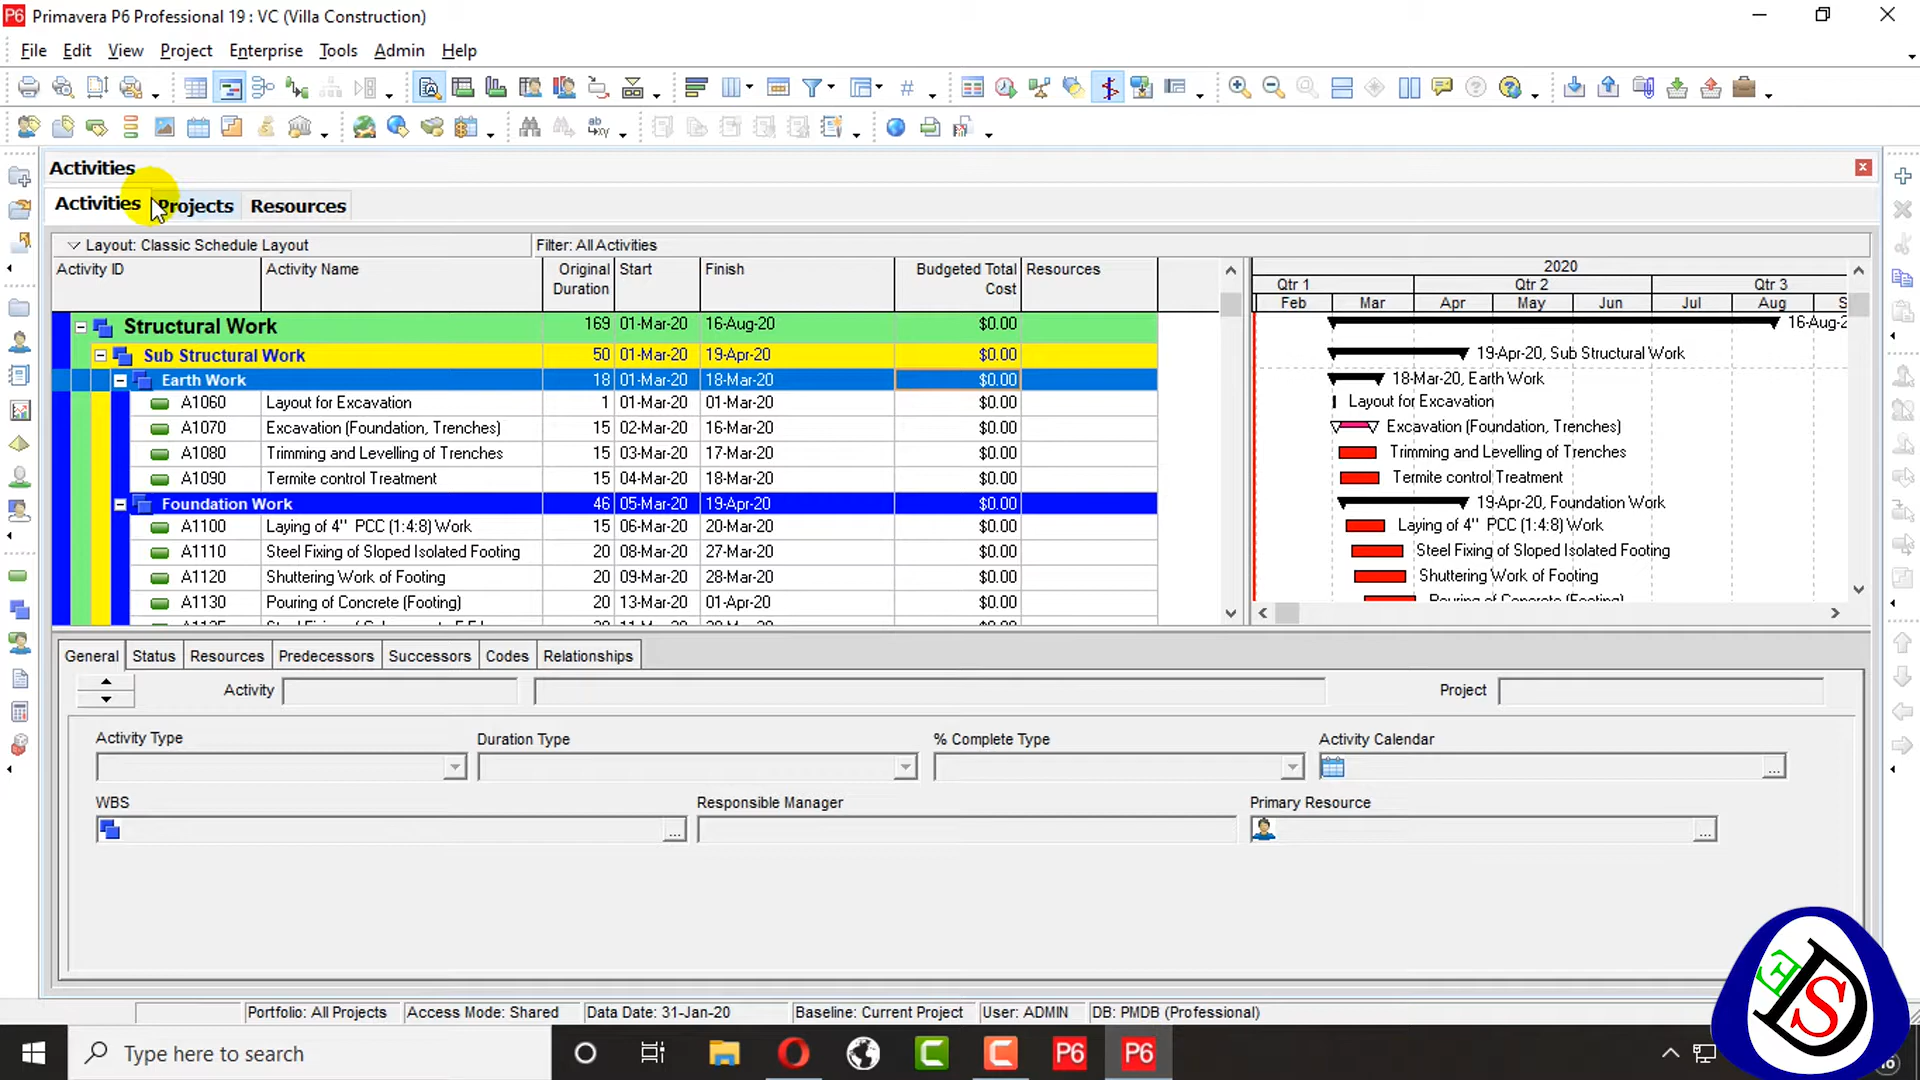 P6 Primavera P6 Professional 19 : VC (Villa Construction)
File Edit View Project Enterprise Tools Admin Help
Activities
Activities Projects Resources
Layout: Classic Schedule Layout Filter: All Activities
Activity ID Activity Name Original Duration Start Finish Budgeted Total Cost Resources
2020
Qtr 1 Qtr 2 Qtr 3
Feb Mar Apr May Jun Jul Aug S
Structural Work 169 01-Mar-20 16-Aug-20 $0.00 16-Aug-2
Sub Structural Work 50 01-Mar-20 19-Apr-20 $0.00 19-Apr-20, Sub Structural Work
Earth Work 18 01-Mar-20 18-Mar-20 $0.00 18-Mar-20, Earth Work
A1060 Layout for Excavation 1 01-Mar-20 01-Mar-20 $0.00 Layout for Excavation
A1070 Excavation (Foundation, Trenches) 15 02-Mar-20 16-Mar-20 $0.00 Excavation (Foundation, Trenches)
A1080 Trimming and Levelling of Trenches 15 03-Mar-20 17-Mar-20 $0.00 Trimming and Levelling of Trenches
A1090 Termite control Treatment 15 04-Mar-20 18-Mar-20 $0.00 Termite control Treatment
Foundation Work 46 05-Mar-20 19-Apr-20 $0.00 19-Apr-20, Foundation Work
A1100 Laying of 4'' PCC (1:4:8) Work 15 06-Mar-20 20-Mar-20 $0.00 Laying of 4'' PCC (1:4:8) Work
A1110 Steel Fixing of Sloped Isolated Footing 20 08-Mar-20 27-Mar-20 $0.00 Steel Fixing of Sloped Isolated Footing
A1120 Shuttering Work of Footing 20 09-Mar-20 28-Mar-20 $0.00 Shuttering Work of Footing
A1130 Pouring of Concrete (Footing) 20 13-Mar-20 01-Apr-20 $0.00 Pouring of Concrete (Footing)
General Status Resources Predecessors Successors Codes Relationships
Activity Project
Activity Type Duration Type % Complete Type Activity Calendar
WBS Responsible Manager Primary Resource
Portfolio: All Projects Access Mode: Shared Data Date: 31-Jan-20 Baseline: Current Project User: ADMIN DB: PMDB (Professional)
Type here to search P6 P6